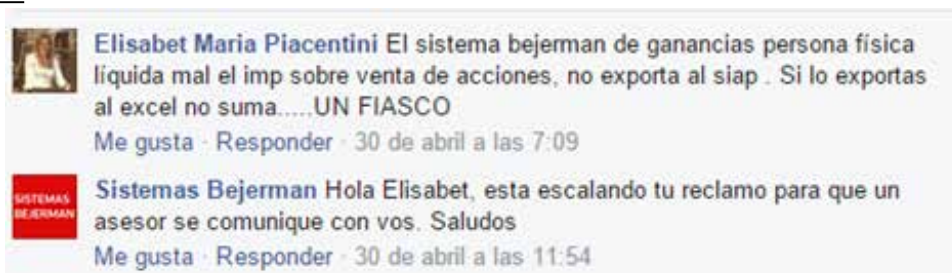 Elisabet Maria Piacentini El sistema bejerman de ganancias persona física
líquida mal el imp sobre venta de acciones, no exporta al siap . Si lo exportas
al excel no suma.....UN FIASCO
Me gusta · Responder · 30 de abril a las 7:09
SISTEMAS
BEJERMAN
Sistemas Bejerman Hola Elisabet, esta escalando tu reclamo para que un
asesor se comunique con vos. Saludos
Me gusta · Responder · 30 de abril a las 11:54